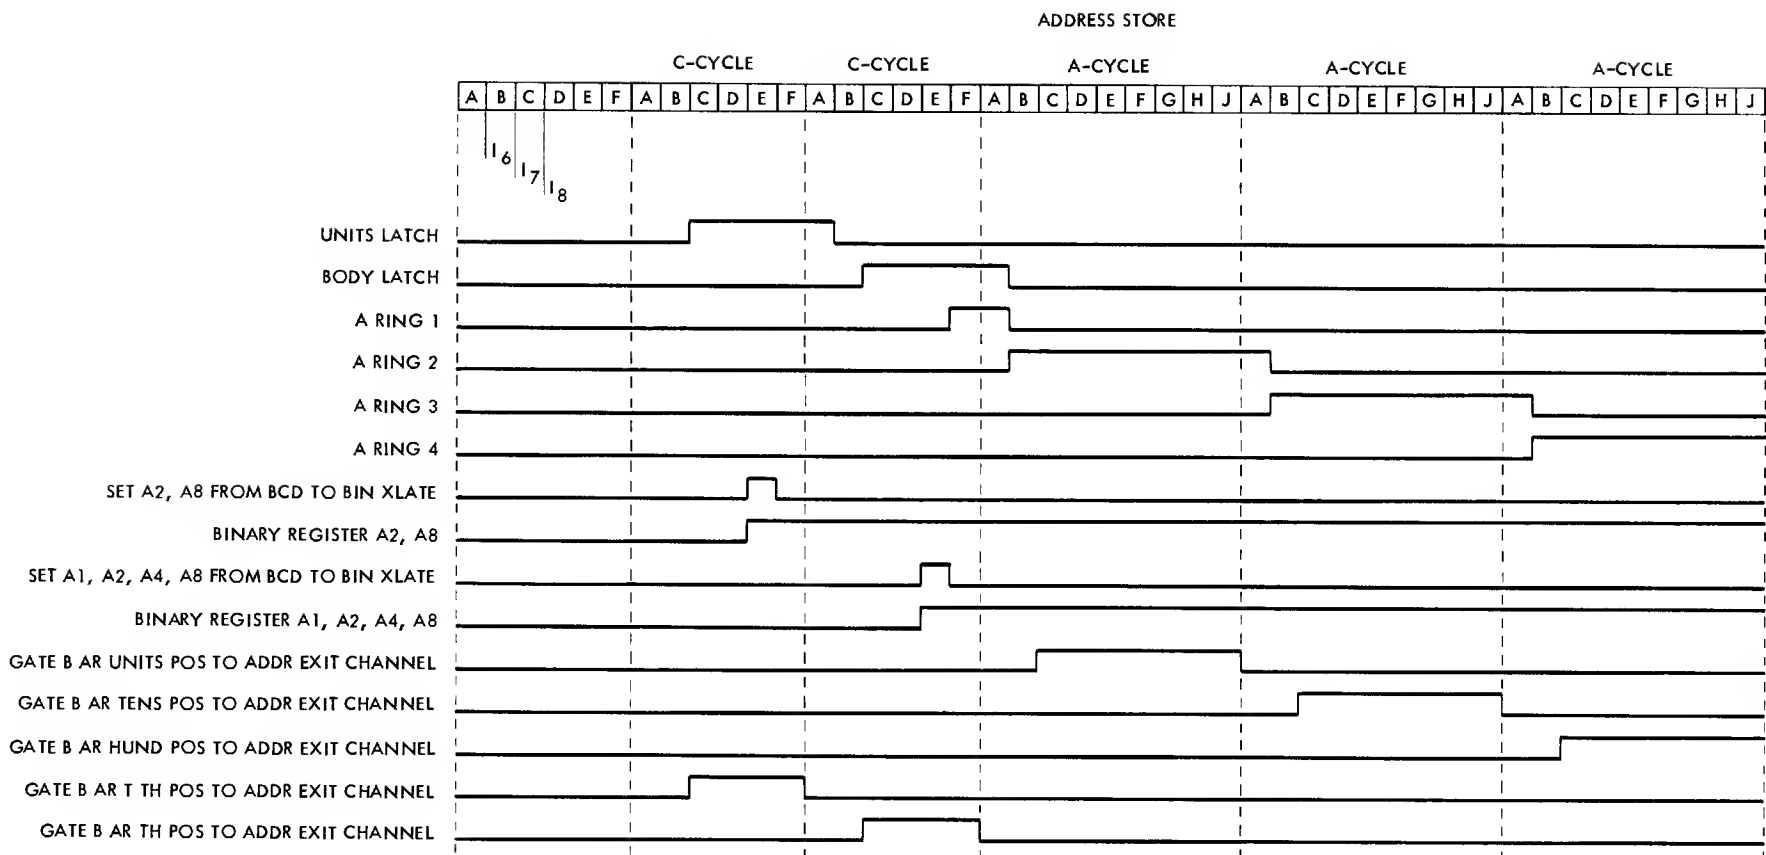 ADDRESS STORE
C-CYCLE C-CYCLE A-CYCLE A-CYCLE A-CYCLE
A B C D E F A B C D E F A B C D E F A B C D E F G H J A B C D E F G H J A B C D E F G H J
I6
I7
I8
UNITS LATCH
BODY LATCH
A RING 1
A RING 2
A RING 3
A RING 4
SET A2, A8 FROM BCD TO BIN XLATE
BINARY REGISTER A2, A8
SET A1, A2, A4, A8 FROM BCD TO BIN XLATE
BINARY REGISTER A1, A2, A4, A8
GATE B AR UNITS POS TO ADDR EXIT CHANNEL
GATE B AR TENS POS TO ADDR EXIT CHANNEL
GATE B AR HUND POS TO ADDR EXIT CHANNEL
GATE B AR T TH POS TO ADDR EXIT CHANNEL
GATE B AR TH POS TO ADDR EXIT CHANNEL